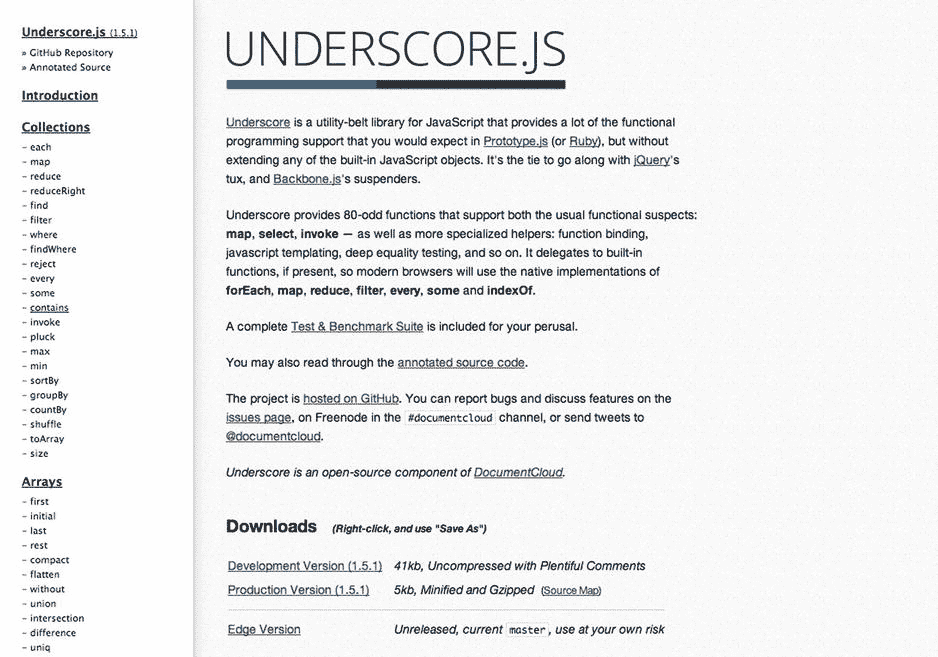 Underscore.js (1.5.1)
» GitHub Repository
» Annotated Source
Introduction
Collections
- each
- map
- reduce
- reduceRight
- find
- filter
- where
- findWhere
- reject
- every
- some
- contains
- invoke
- pluck
- max
- min
- sortBy
- groupBy
- countBy
- shuffle
- toArray
- size
Arrays
- first
- initial
- last
- rest
- compact
- flatten
- without
- union
- intersection
- difference
- uniq
UNDERSCORE.JS
Underscore is a utility-belt library for JavaScript that provides a lot of the functional
programming support that you would expect in Prototype.js (or Ruby), but without
extending any of the built-in JavaScript objects. It's the tie to go along with jQuery's
tux, and Backbone.js's suspenders.
Underscore provides 80-odd functions that support both the usual functional suspects:
map, select, invoke — as well as more specialized helpers: function binding,
javascript templating, deep equality testing, and so on. It delegates to built-in
functions, if present, so modern browsers will use the native implementations of
forEach, map, reduce, filter, every, some and indexOf.
A complete Test & Benchmark Suite is included for your perusal.
You may also read through the annotated source code.
The project is hosted on GitHub. You can report bugs and discuss features on the
issues page, on Freenode in the #documentcloud channel, or send tweets to
@documentcloud.
Underscore is an open-source component of DocumentCloud.
Downloads (Right-click, and use "Save As")
Development Version (1.5.1) 41kb, Uncompressed with Plentiful Comments
Production Version (1.5.1) 5kb, Minified and Gzipped (Source Map)
Edge Version Unreleased, current master, use at your own risk